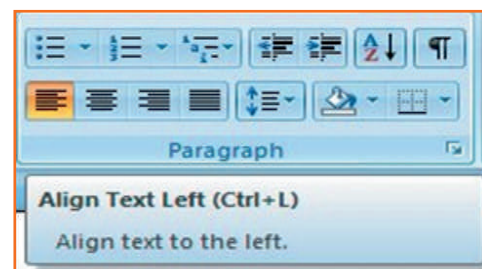 Paragraph
Align Text Left (Ctrl+L)
Align text to the left.